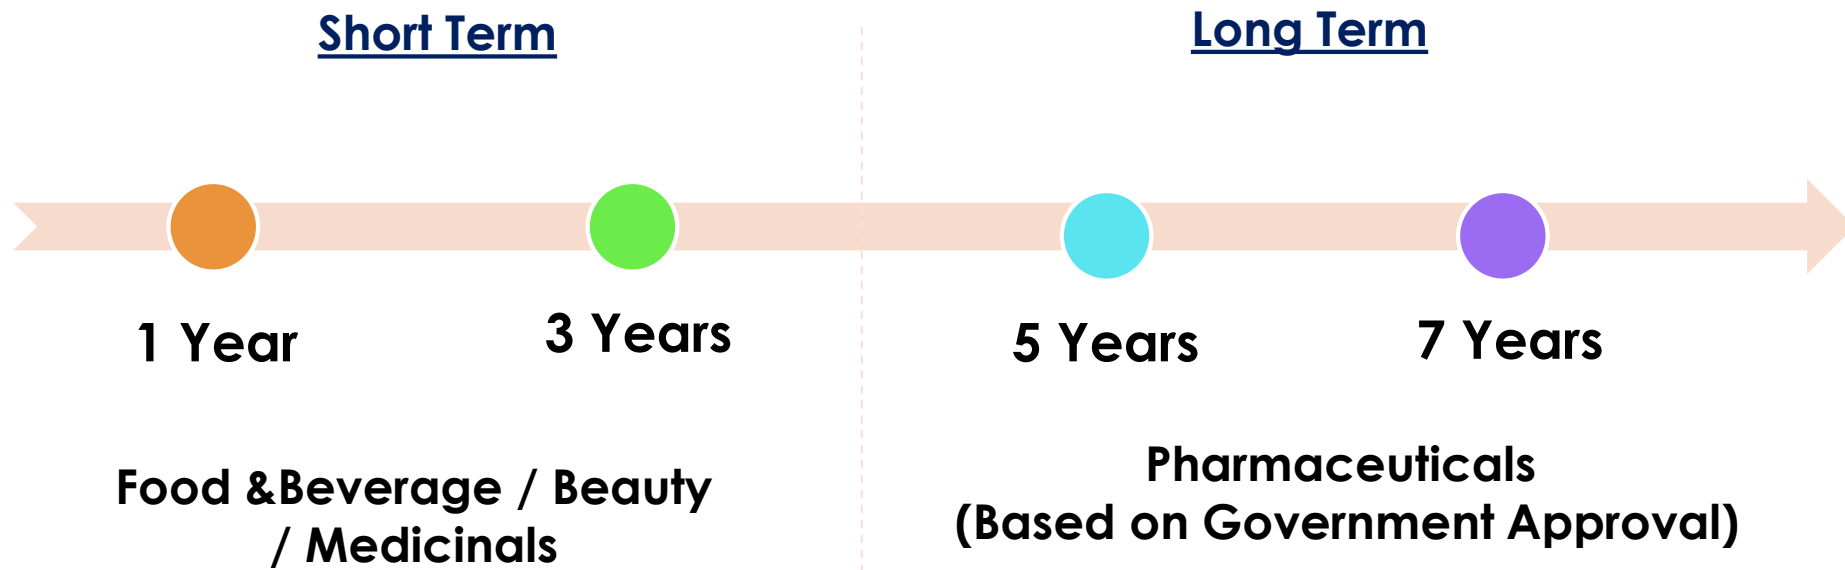 Short Term
Long Term
1 Year
3 Years
5 Years
7 Years
Food &Beverage / Beauty
/ Medicinals
Pharmaceuticals
(Based on Government Approval)